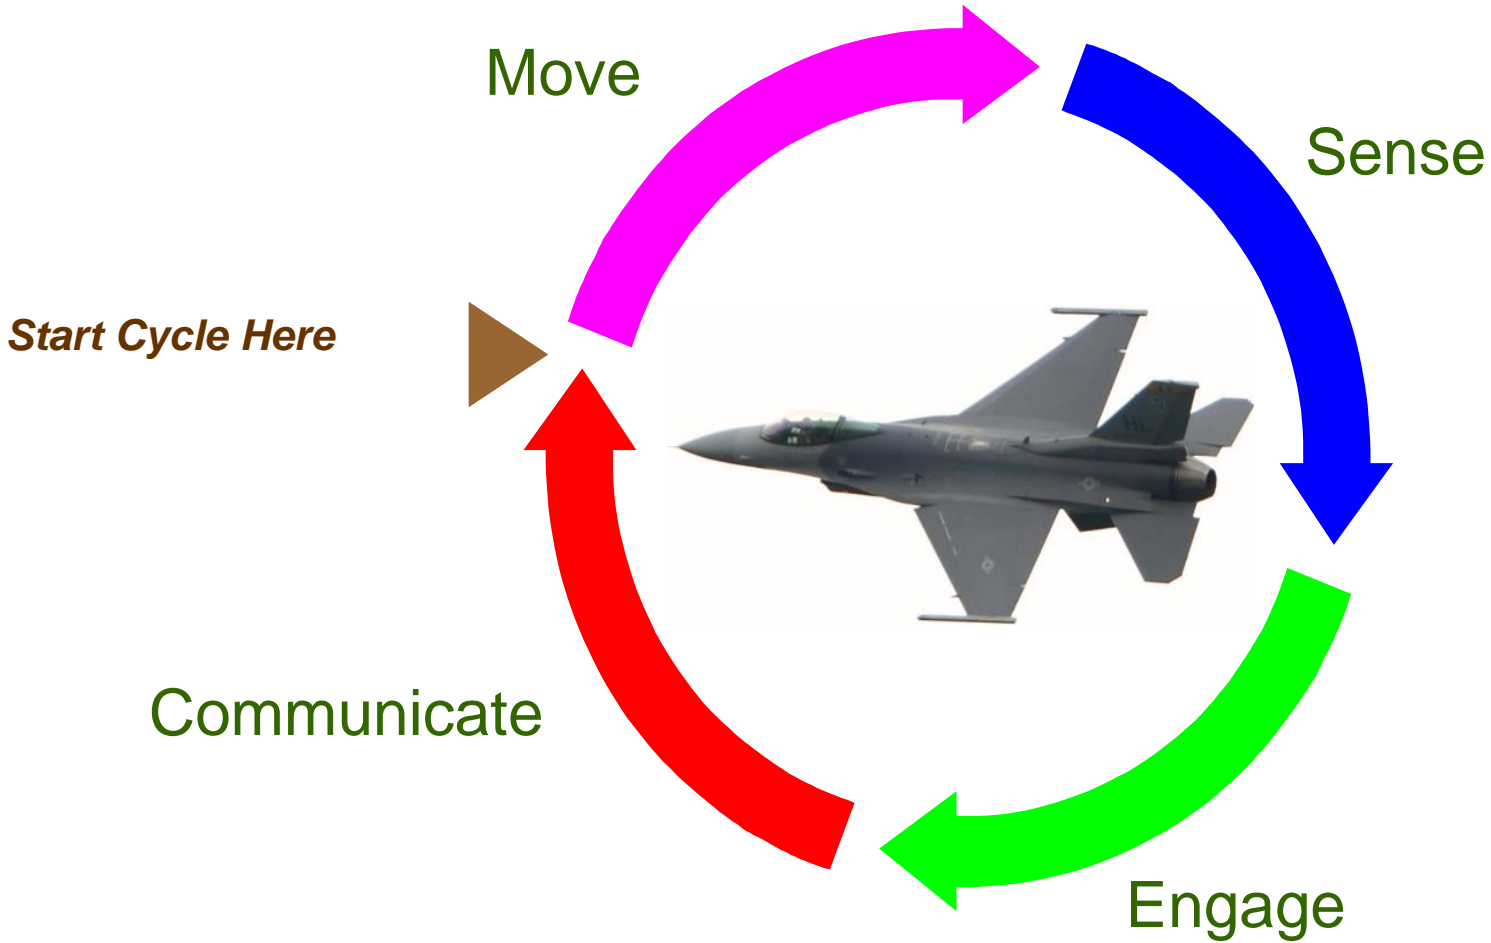 Move
Sense
Start Cycle Here
Communicate
Engage